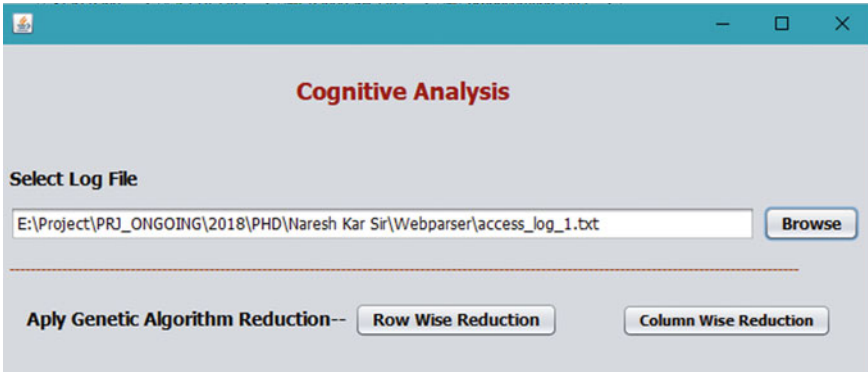 Cognitive Analysis
Select Log File
E:\Project\PRJ_ONGOING\2018\PHD\Naresh Kar Sir\Webparser\access_log_1.txt Browse
Aply Genetic Algorithm Reduction-- Row Wise Reduction Column Wise Reduction